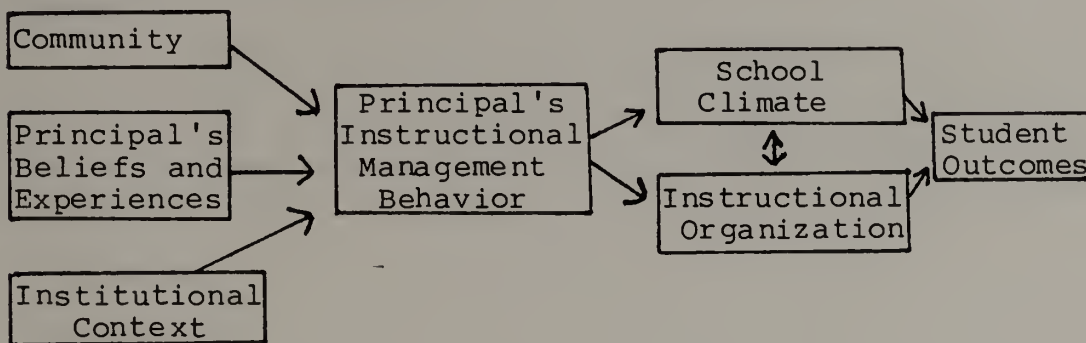 Community
Principal's
Beliefs and
Experiences
Institutional
Context
Principal's
Instructional
Management
Behavior
School
Climate
Instructional
Organization
Student
Outcomes